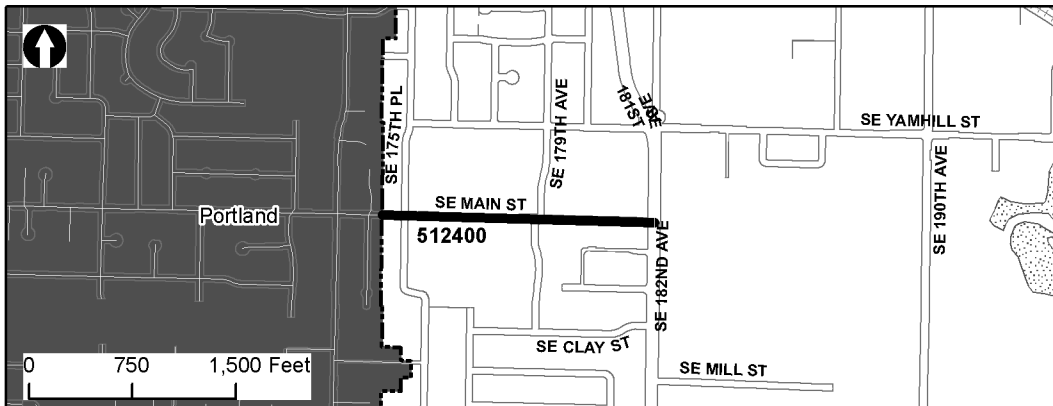 SE 175TH PL
SE 179TH AVE
181ST
SE YAMHILL ST
SE 190TH AVE
SE MAIN ST
Portland
512400
SE 182ND AVE
SE CLAY ST
SE MILL ST
0 750 1,500 Feet